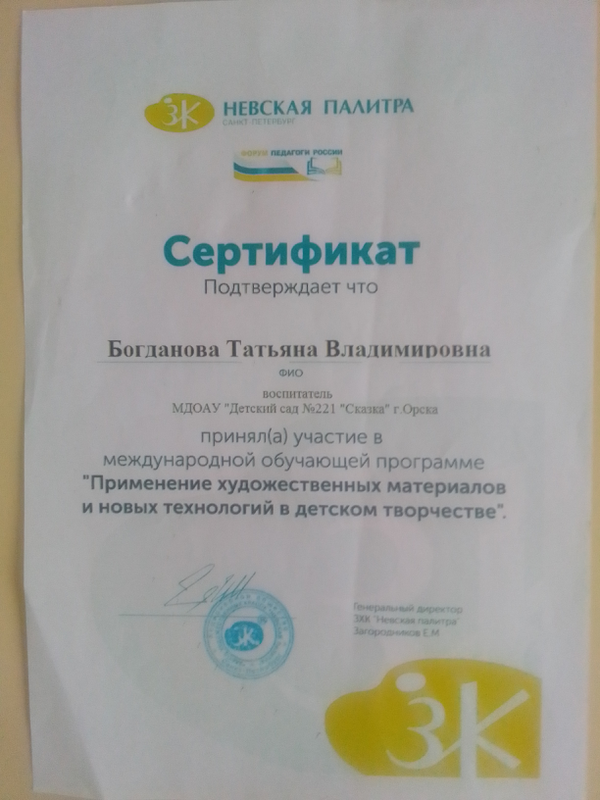 ЗК НЕВСКАЯ ПАЛИТРА
САНКТ ПЕТЕРБУРГ
ФОРУМ ПЕДАГОГИ РОССИИ
Сертификат
Подтверждает что
Богданова Татьяна Владимировна
ФИО
воспитатель
МДОАУ "Детский сад №221 "Сказка" г.Орска
принял(а) участие в
международной обучающей программе
"Применение художественных материалов
и новых технологий в детском творчестве".
Генеральный директор
ЗХК "Невская палитра"
Загородников Е.М
ЗК
ЗК